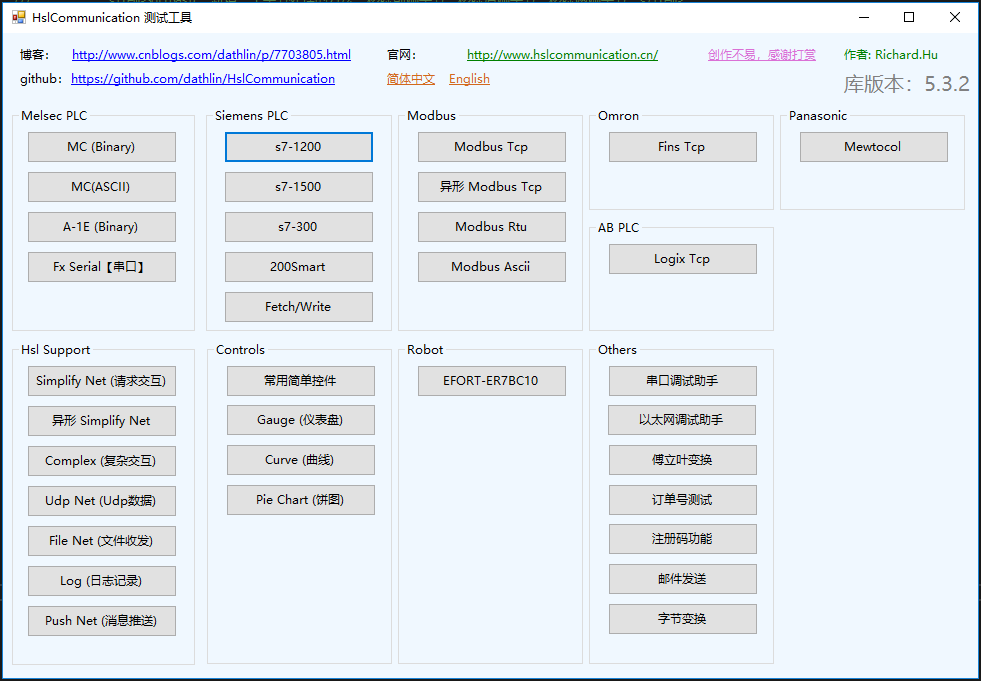 HslCommunication 测试工具
博客： http://www.cnblogs.com/dathlin/p/7703805.html 官网： http://www.hslcommunication.cn/ 创作不易，感谢打赏 作者: Richard.Hu
github: https://github.com/dathlin/HslCommunication 简体中文 English 库版本： 5.3.2
Melsec PLC
MC (Binary)
MC(ASCII)
A-1E (Binary)
Fx Serial【串口】
Siemens PLC
s7-1200
s7-1500
s7-300
200Smart
Fetch/Write
Modbus
Modbus Tcp
异形 Modbus Tcp
Modbus Rtu
Modbus Ascii
Omron
Fins Tcp
AB PLC
Logix Tcp
Panasonic
Mewtocol
Hsl Support
Simplify Net (请求交互)
异形 Simplify Net
Complex (复杂交互)
Udp Net (Udp数据)
File Net (文件收发)
Log (日志记录)
Push Net (消息推送)
Controls
常用简单控件
Gauge (仪表盘)
Curve (曲线)
Pie Chart (饼图)
Robot
EFORT-ER7BC10
Others
串口调试助手
以太网调试助手
傅立叶变换
订单号测试
注册码功能
邮件发送
字节变换